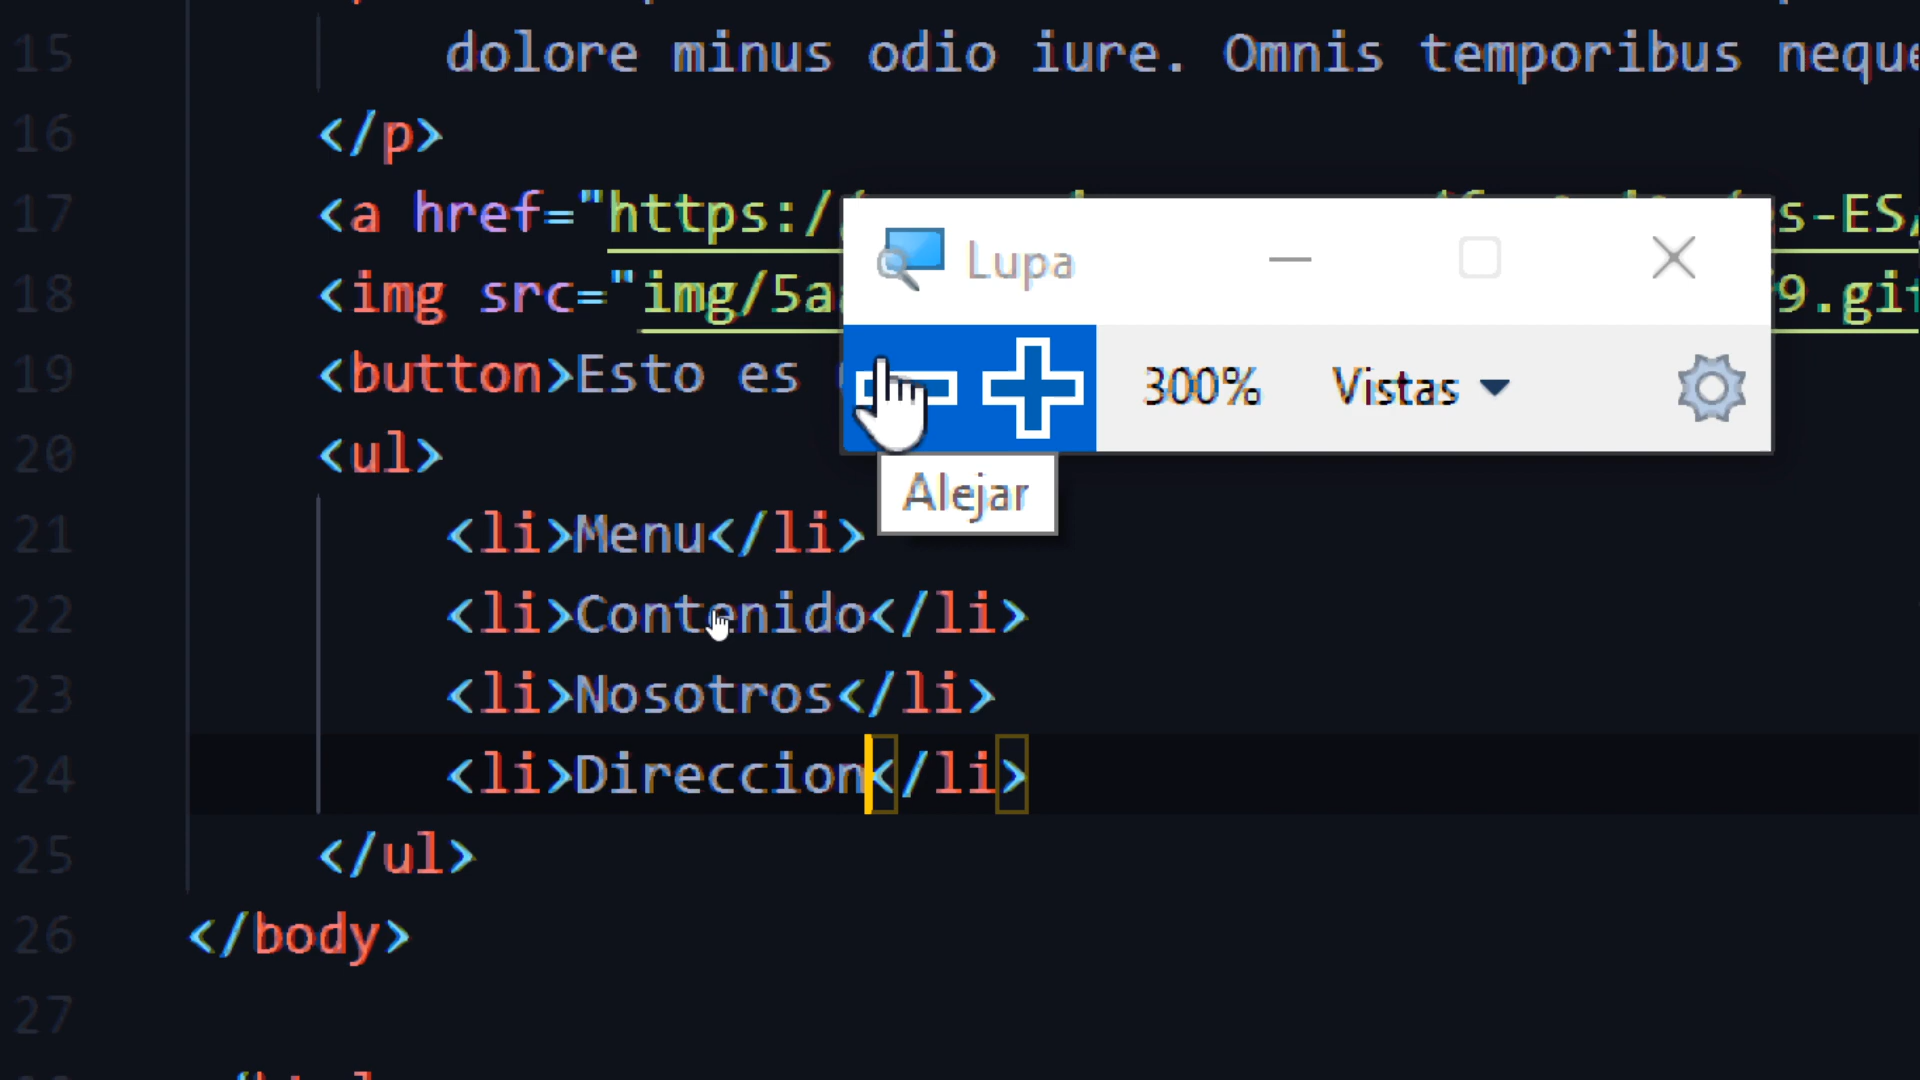 15 dolore minus odio iure. Omnis temporibus neque
16 </p>
17 <a href="https:/ s-ES/
18 <img src="img/5a 9.gif
19 <button>Esto es
20 <ul>
21 <li>Menu</li>
22 <li>Contenido</li>
23 <li>Nosotros</li>
24 <li>Direccion</li>
25 </ul>
26 </body>
27
Lupa
300% Vistas
Alejar